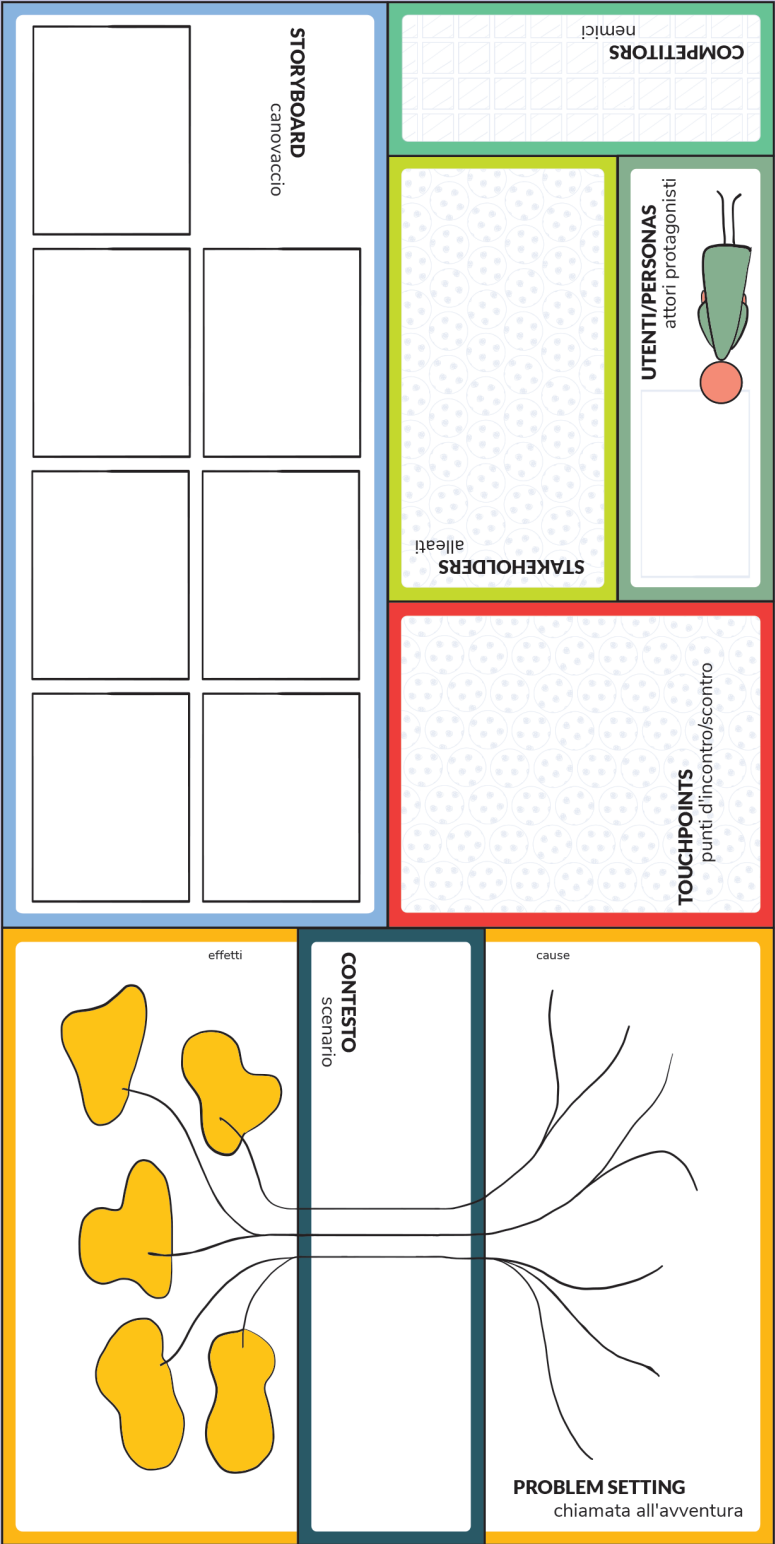 STORYBOARD
canovaccio
COMPETITORS
nemici
UTENTI/PERSONAS
attori protagonisti
STAKEHOLDERS
alleati
TOUCHPOINTS
punti d'incontro/scontro
effetti
CONTESTO
scenario
cause
PROBLEM SETTING
chiamata all'avventura